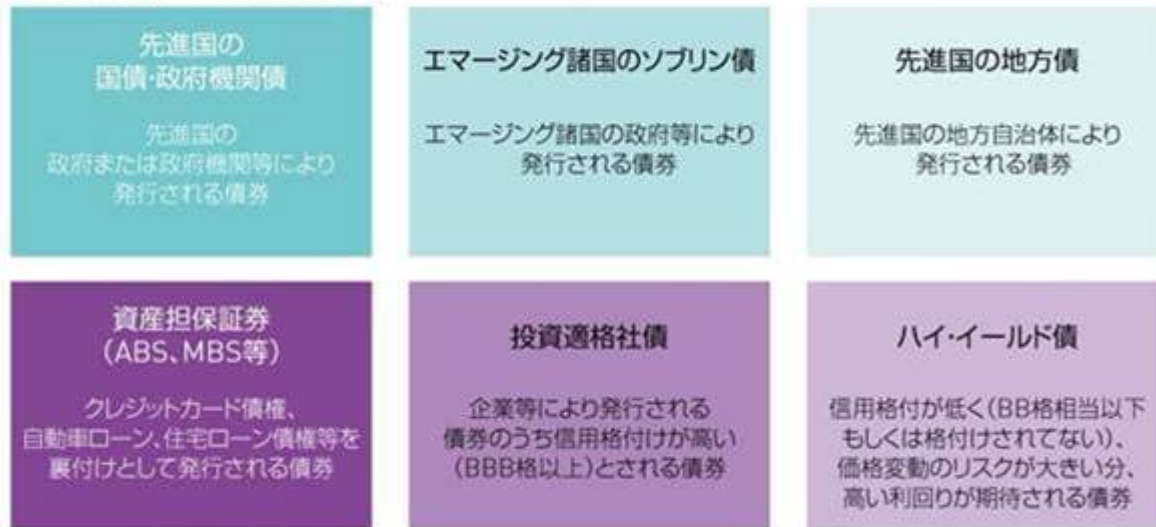 先進国の
国債・政府機関債
先進国の
政府または政府機関等により
発行される債券
エマージング諸国のソブリン債
エマージング諸国の政府等により
発行される債券
先進国の地方債
先進国の地方自治体により
発行される債券
資産担保証券
(ABS、MBS等)
クレジットカード債権、
自動車ローン、住宅ローン債権等を
裏付けとして発行される債券
投資適格社債
企業等により発行される
債券のうち信用格付けが高い
(BBB格以上)とされる債券
ハイ・イールド債
信用格付が低く(BB格相当以下
もしくは格付けされてない)、
価格変動のリスクが大きい分、
高い利回りが期待される債券